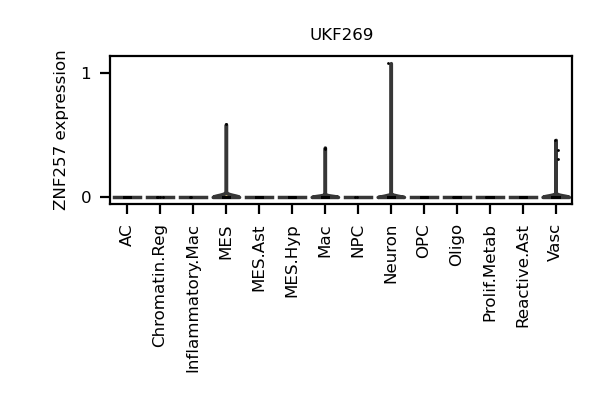 UKF269
ZNF257 expression
1
0
AC
Chromatin.Reg
Inflammatory.Mac
MES
MES.Ast
MES.Hyp
Mac
NPC
Neuron
OPC
Oligo
Prolif.Metab
Reactive.Ast
Vasc